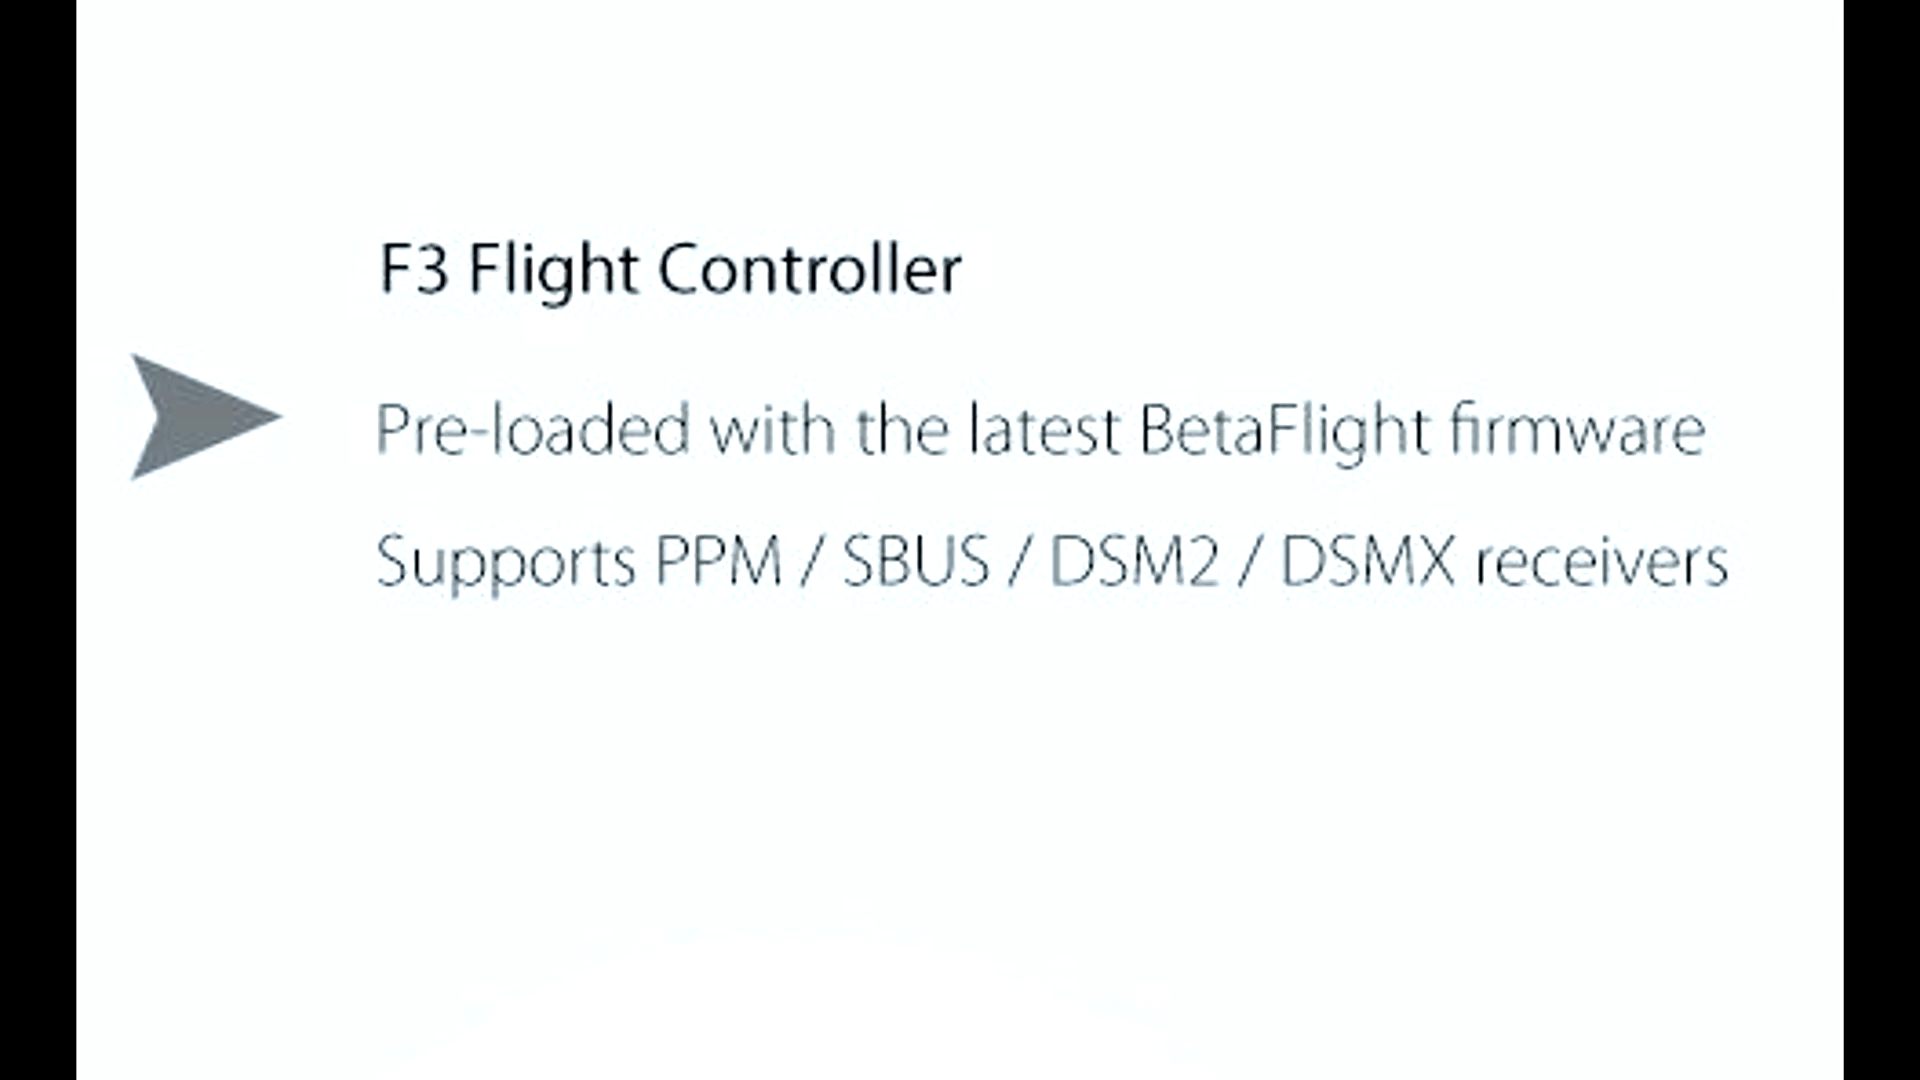 F3 Flight Controller
Pre-loaded with the latest BetaFlight firmware
Supports PPM / SBUS / DSM2 / DSMX receivers